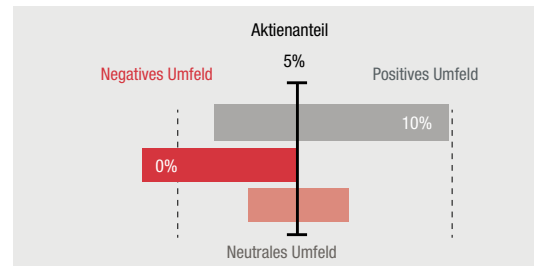 Aktienanteil
5%
Negatives Umfeld
Positives Umfeld
10%
0%
Neutrales Umfeld